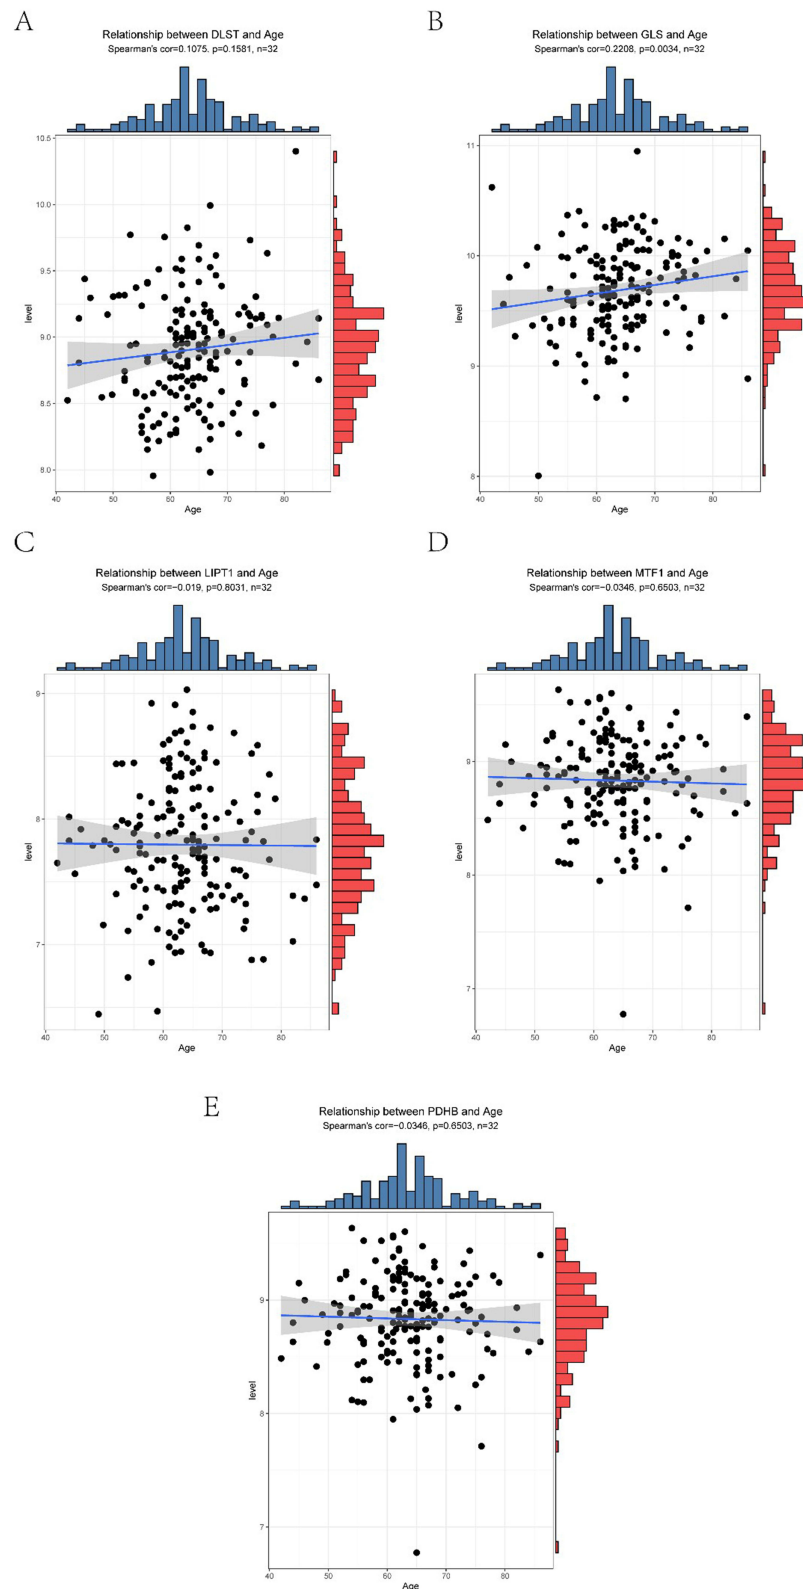 A
Relationship between DLST and Age
Spearman's cor=0.1075, p=0.1581, n=32
10.5
10.0
9.5
9.0
8.5
8.0
level
40 50 60 70 80
Age
B
Relationship between GLS and Age
Spearman's cor=0.2208, p=0.0034, n=32
11
10
9
8
level
40 50 60 70 80
Age
C
Relationship between LIPT1 and Age
Spearman's cor=−0.019, p=0.8031, n=32
9
8
7
level
40 50 60 70 80
Age
D
Relationship between MTF1 and Age
Spearman's cor=−0.0346, p=0.6503, n=32
9
8
7
level
40 50 60 70 80
Age
E
Relationship between PDHB and Age
Spearman's cor=−0.0346, p=0.6503, n=32
9
8
7
level
40 50 60 70 80
Age